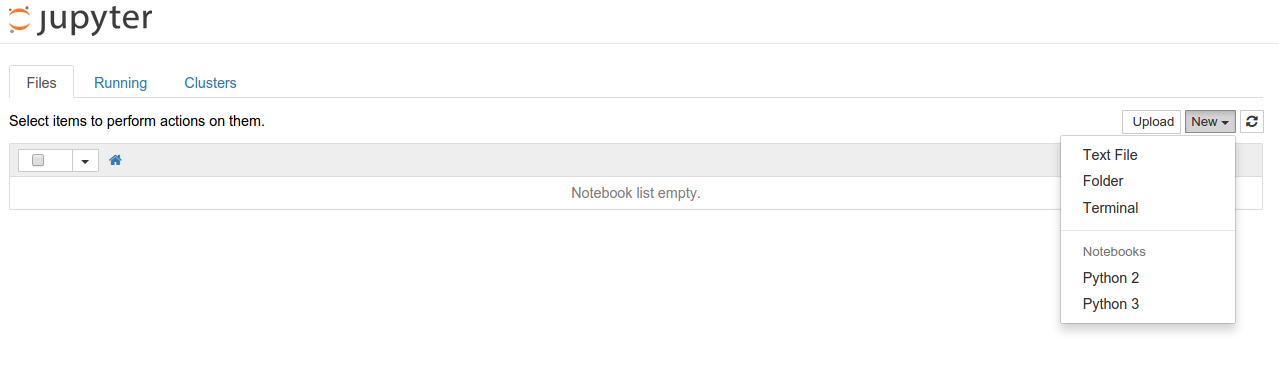 jupyter
Files Running Clusters
Select items to perform actions on them. Upload New
Notebook list empty.
Text File
Folder
Terminal
Notebooks
Python 2
Python 3